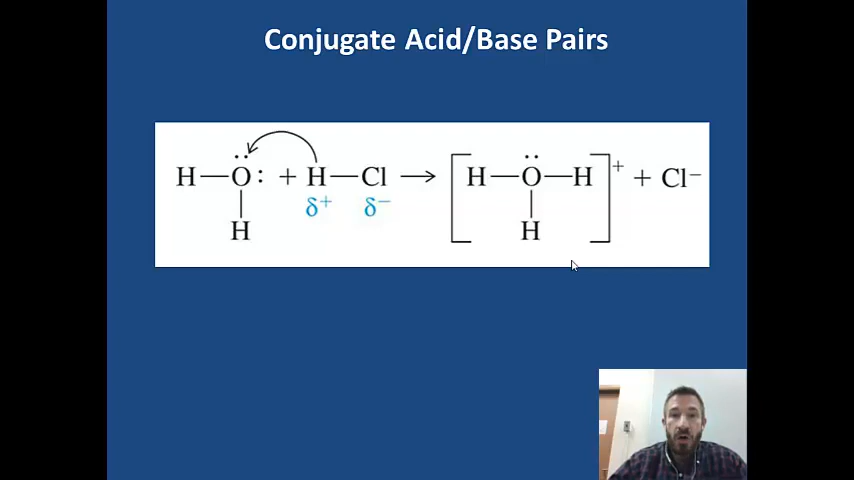 Conjugate Acid/Base Pairs
H—O: + H—Cl → [H—O—H]⁺ + Cl⁻
δ⁺ δ⁻
H H